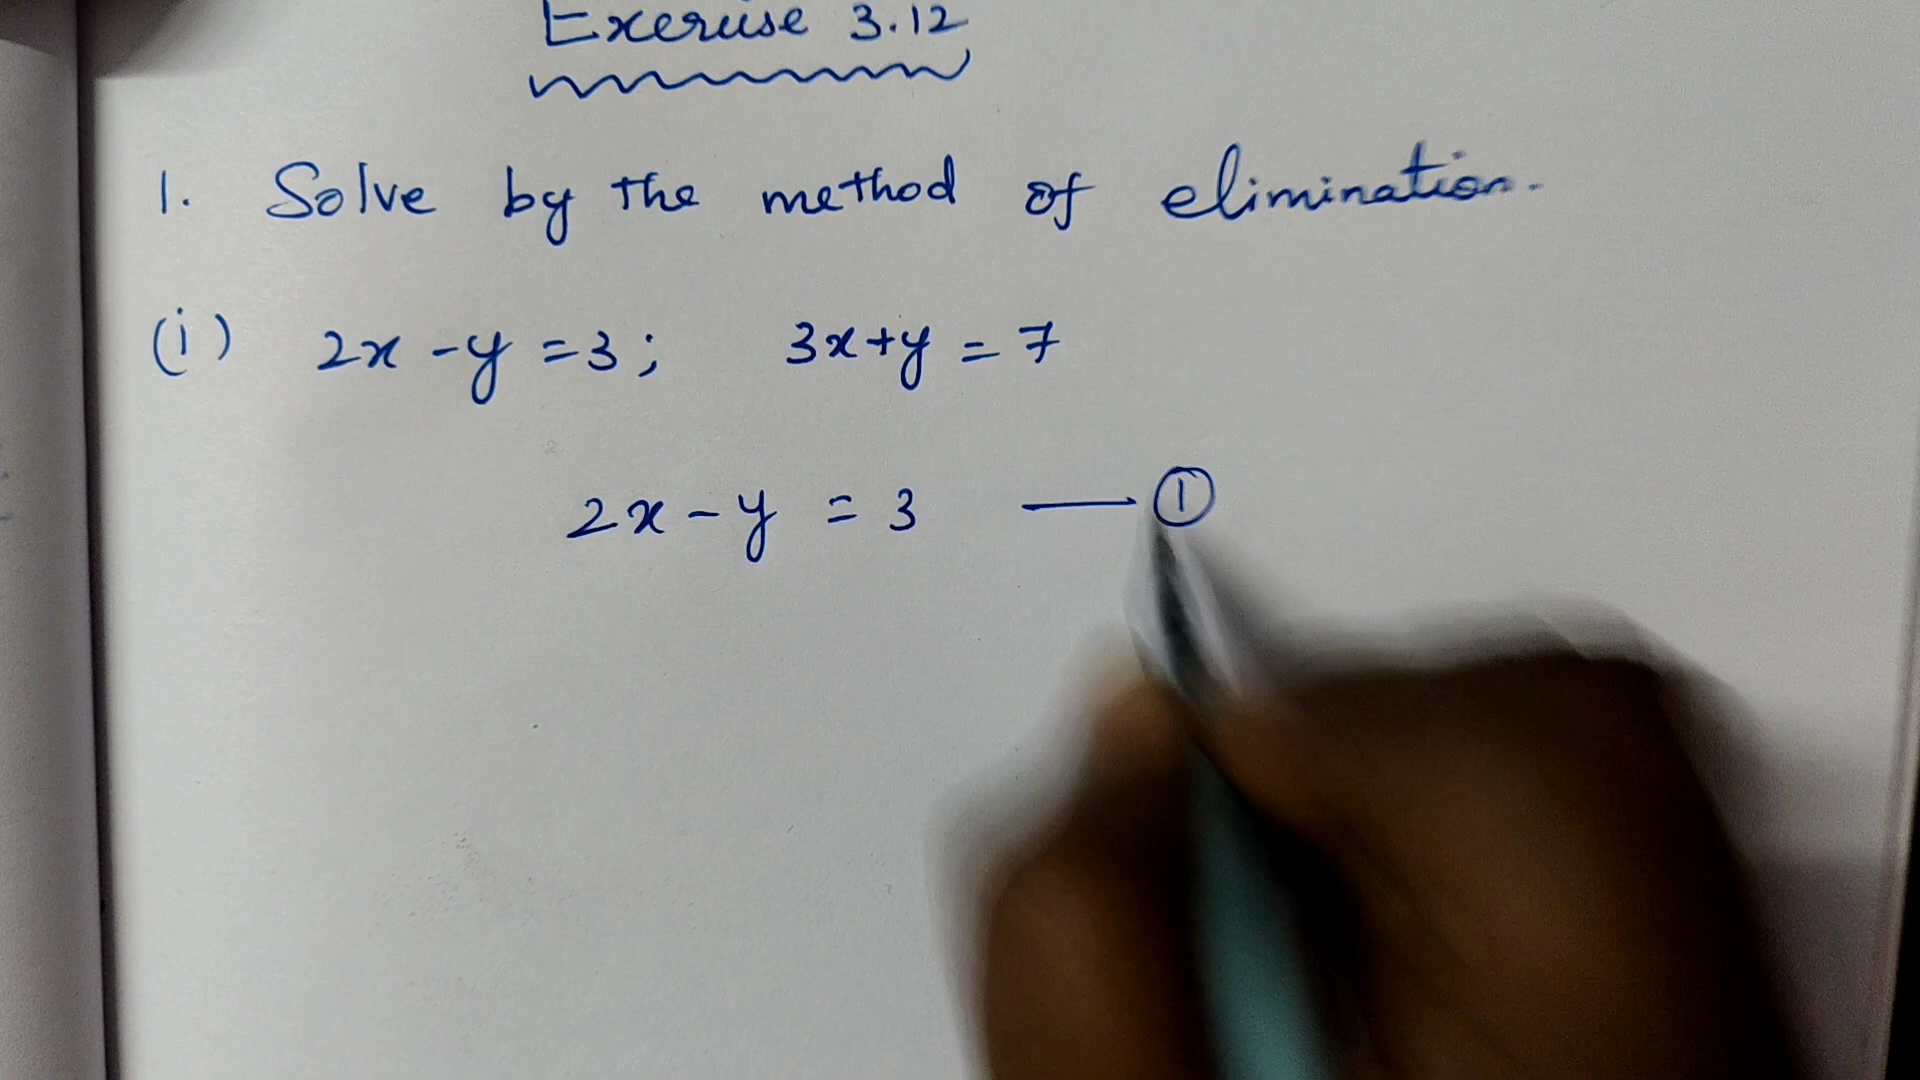 Exercise 3.12
1. Solve by the method of elimination.
(i) 2x - y = 3; 3x + y = 7
2x - y = 3 — ①